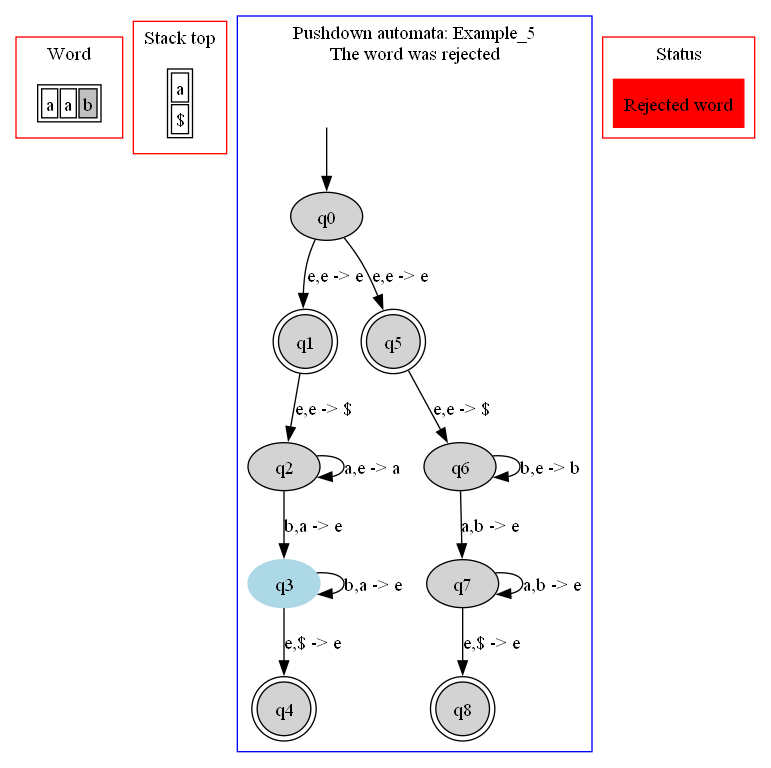 Word
a a b
Stack top
a
$
Pushdown automata: Example_5
The word was rejected
q0
e,e -> e
e,e -> e
q1
q5
e,e -> $
e,e -> $
q2
a,e -> a
q6
b,e -> b
b,a -> e
a,b -> e
q3
b,a -> e
q7
a,b -> e
e,$ -> e
e,$ -> e
q4
q8
Status
Rejected word